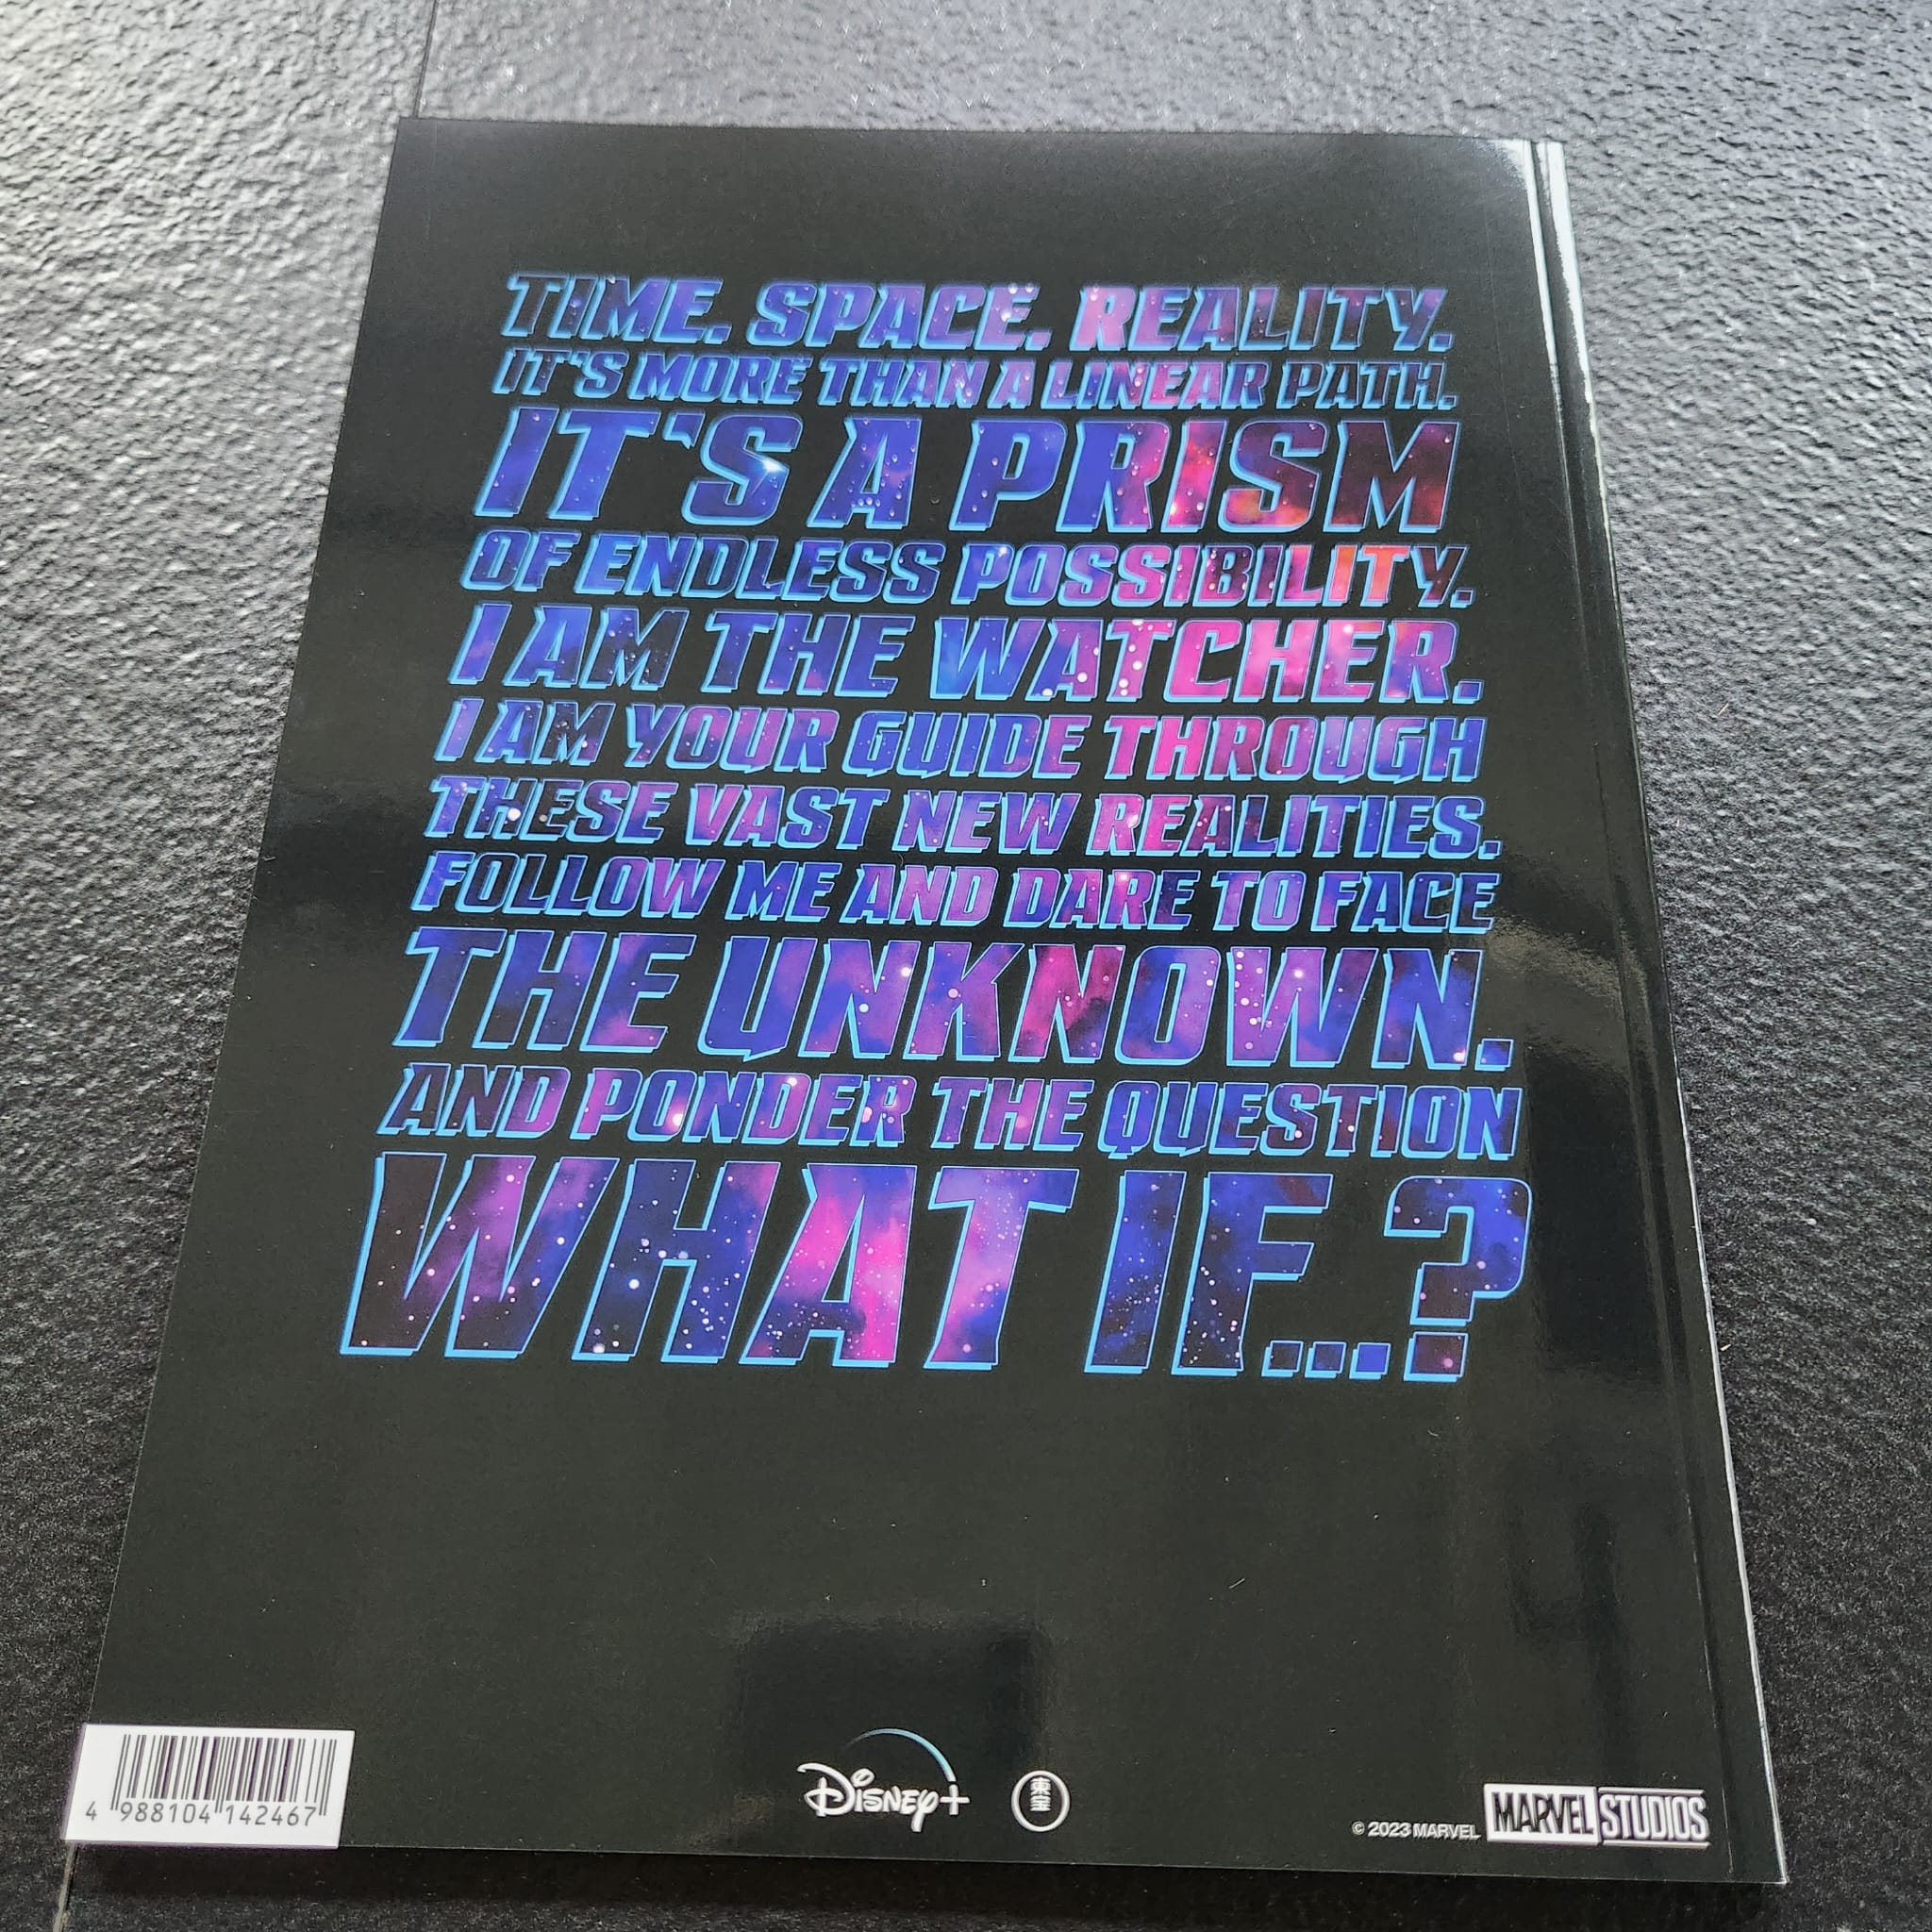 TIME. SPACE. REALITY.
IT'S MORE THAN A LINEAR PATH.
IT'S A PRISM
OF ENDLESS POSSIBILITY.
I AM THE WATCHER.
I AM YOUR GUIDE THROUGH
THESE VAST NEW REALITIES.
FOLLOW ME AND DARE TO FACE
THE UNKNOWN.
AND PONDER THE QUESTION
WHAT IF...?
4 988104 142467
Disney+
東宝
© 2023 MARVEL
MARVEL STUDIOS